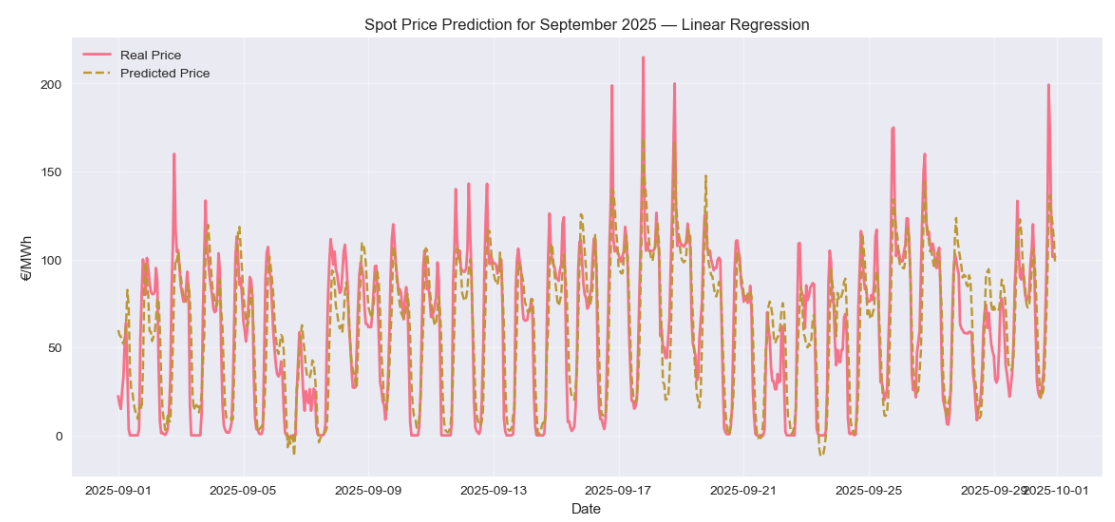 Spot Price Prediction for September 2025 — Linear Regression
Real Price
Predicted Price
€/MWh
200
150
100
50
0
2025-09-01 2025-09-05 2025-09-09 2025-09-13 2025-09-17 2025-09-21 2025-09-25 2025-09-29 2025-10-01
Date